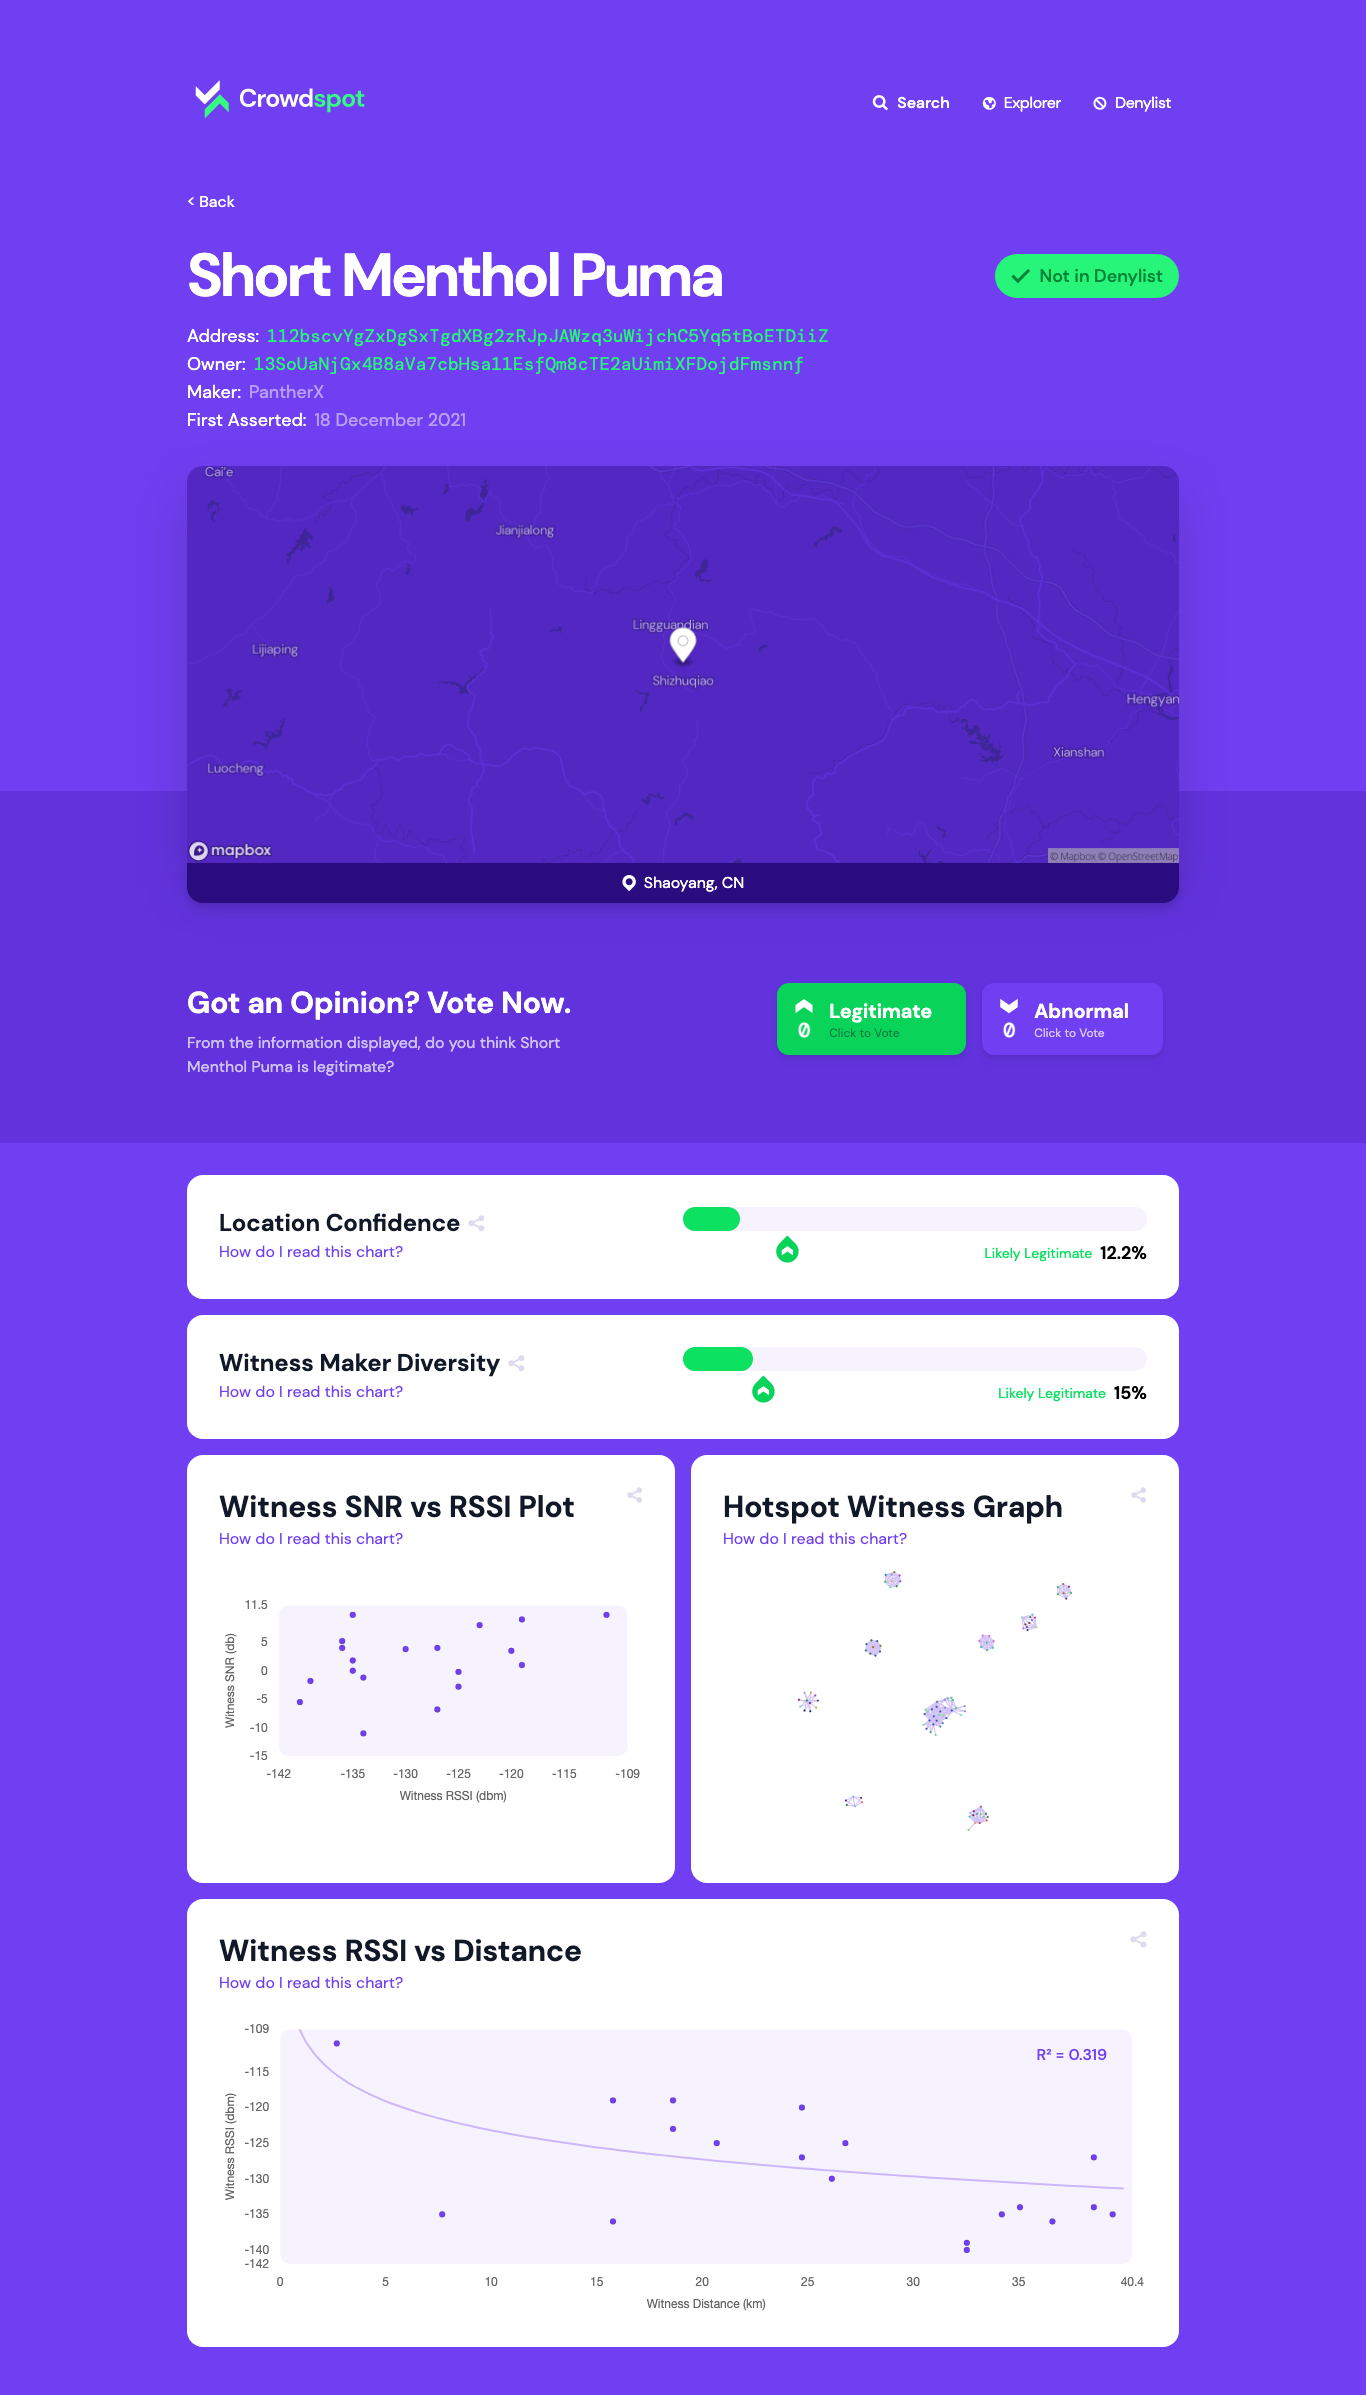 Crowdspot
Search
Explorer
Denylist
< Back
Short Menthol Puma
Not in Denylist
Address: 112bscvYgZxDgSxTgdXBg2zRJpJAWzq3uWijchC5Yq5tBoETDiiZ
Owner: 13SoUaNjGx4B8aVa7cbHsa11EsfQm8cTE2aUimiXFDojdFmsnnf
Maker: PantherX
First Asserted: 18 December 2021
Cai'e
Jianjialong
Lingguandian
Lijiaping
Shizhuqiao
Hengyan
Xianshan
Luocheng
mapbox
© Mapbox © OpenStreetMap
Shaoyang, CN
Got an Opinion? Vote Now.
From the information displayed, do you think Short
Menthol Puma is legitimate?
0
Legitimate
Click to Vote
0
Abnormal
Click to Vote
Location Confidence
How do I read this chart?
Likely Legitimate 12.2%
Witness Maker Diversity
How do I read this chart?
Likely Legitimate 15%
Witness SNR vs RSSI Plot
How do I read this chart?
11.5
5
0
-5
-10
-15
Witness SNR (db)
-142 -135 -130 -125 -120 -115 -109
Witness RSSI (dbm)
Hotspot Witness Graph
How do I read this chart?
Witness RSSI vs Distance
How do I read this chart?
R² = 0.319
-109
-115
-120
-125
-130
-135
-140
-142
Witness RSSI (dbm)
0 5 10 15 20 25 30 35 40.4
Witness Distance (km)